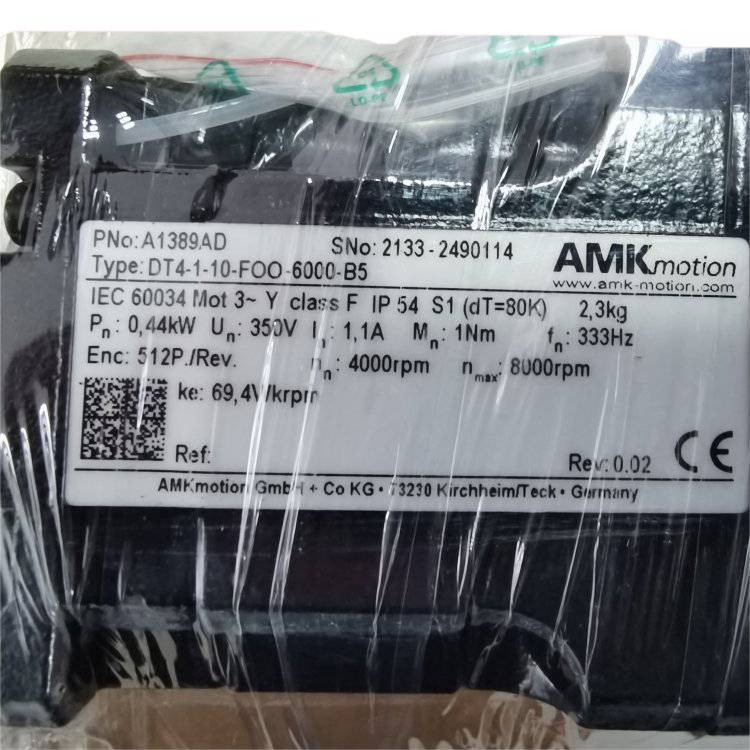 PNo: A1389AD SNo: 2133-2490114
AMKmotion
Type: DT4-1-10-FOO-6000-B5
www.amk-motion.com
IEC 60034 Mot 3~ Y class F IP 54 S1 (dT=80K) 2,3kg
Pn: 0,44kW Un: 350V In: 1,1A Mn: 1Nm fn: 333Hz
Enc: 512P./Rev. nn: 4000rpm nmax: 8000rpm
ke: 69,4V/krpm
Ref:
Rev: 0.02 CE
AMKmotion GmbH + Co KG • 73230 Kirchheim/Teck • Germany